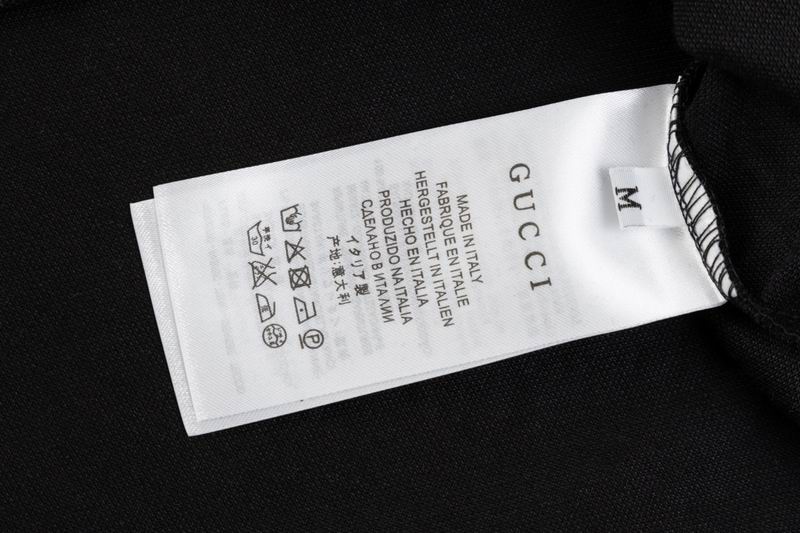 GUCCI
M
MADE IN ITALY
FABRIQUE EN ITALIE
HERGESTELLT IN ITALIEN
HECHO EN ITALIA
PRODUZIDO NA ITALIA
СДЕЛАНО В ИТАЛИИ
イタリア製
产地:意大利
P
30